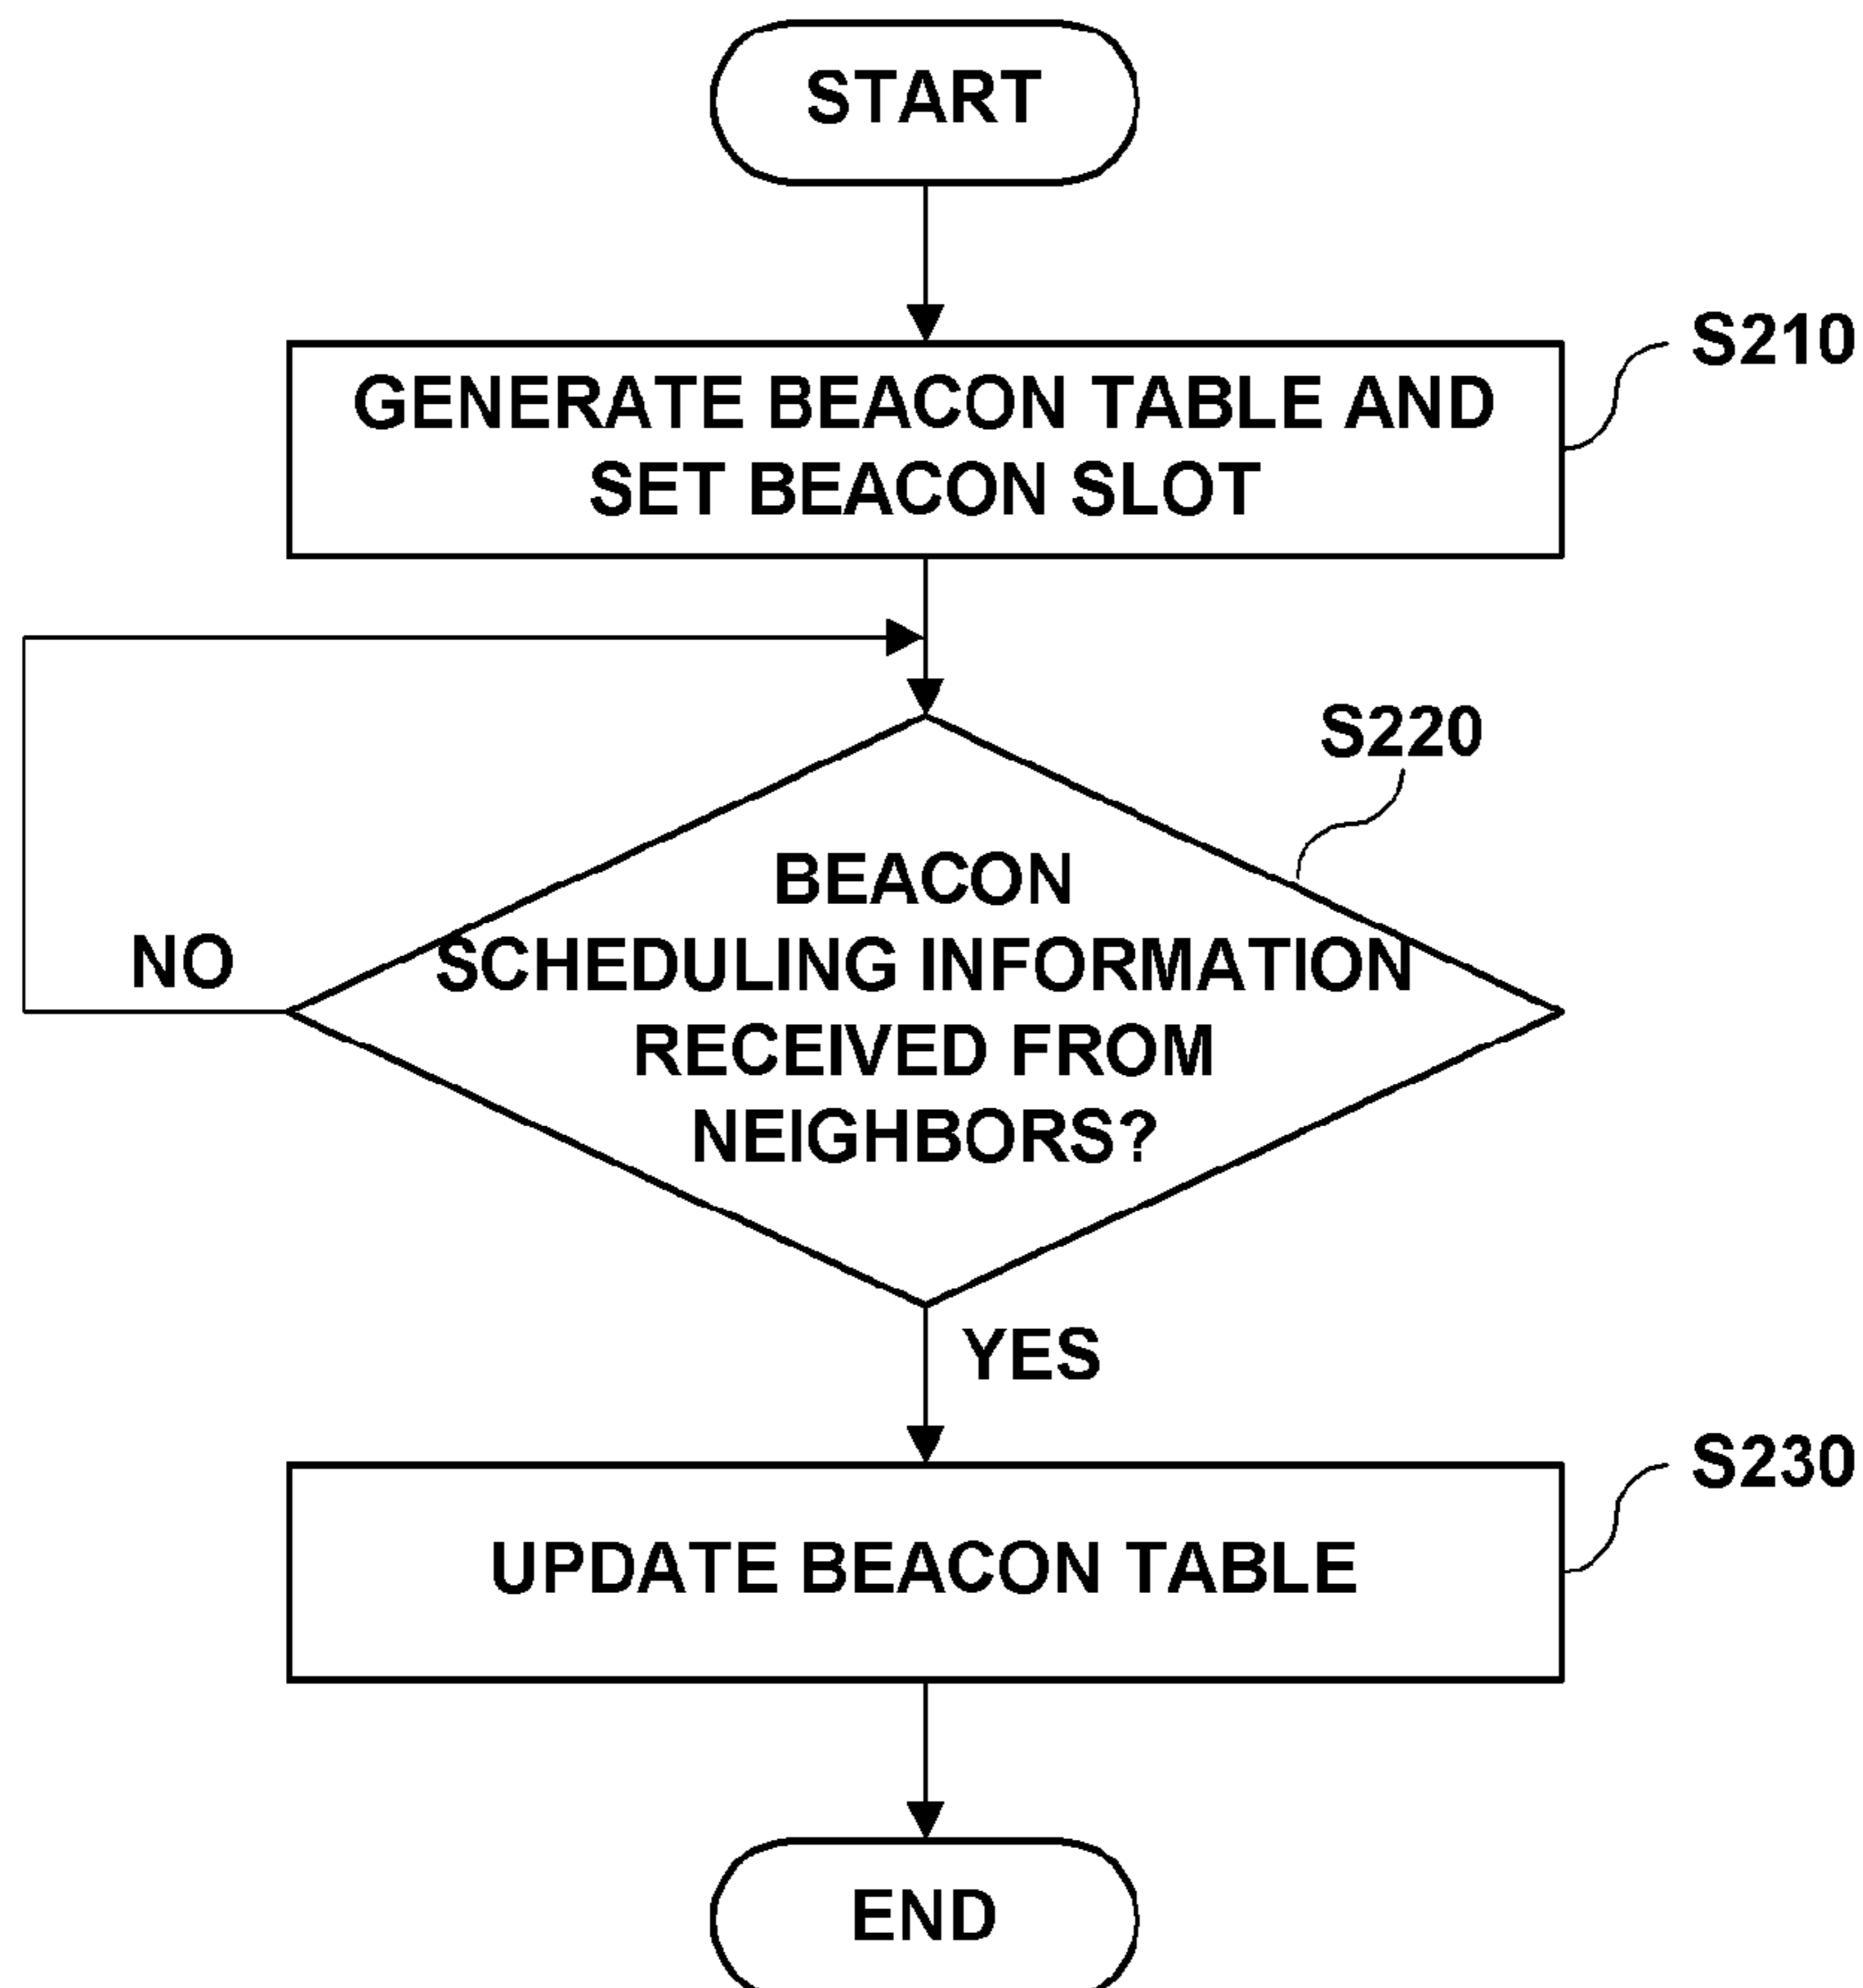 START
S210
GENERATE BEACON TABLE AND
SET BEACON SLOT
S220
BEACON
SCHEDULING INFORMATION
RECEIVED FROM
NEIGHBORS?
NO
YES
S230
UPDATE BEACON TABLE
END